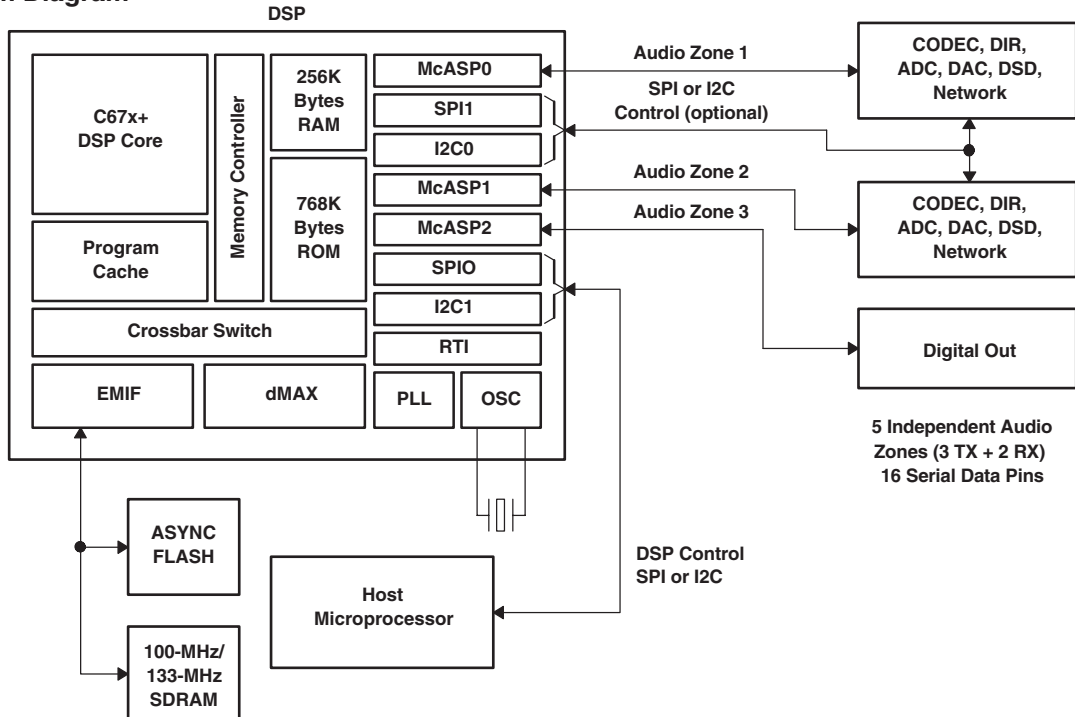 DSP
C67x+
DSP Core
Program
Cache
Memory Controller
256K
Bytes
RAM
768K
Bytes
ROM
McASP0
SPI1
I2C0
McASP1
McASP2
SPIO
I2C1
RTI
Crossbar Switch
EMIF
dMAX
PLL
OSC
Audio Zone 1
SPI or I2C
Control (optional)
Audio Zone 2
Audio Zone 3
CODEC, DIR,
ADC, DAC, DSD,
Network
CODEC, DIR,
ADC, DAC, DSD,
Network
Digital Out
5 Independent Audio
Zones (3 TX + 2 RX)
16 Serial Data Pins
ASYNC
FLASH
100-MHz/
133-MHz
SDRAM
Host
Microprocessor
DSP Control
SPI or I2C